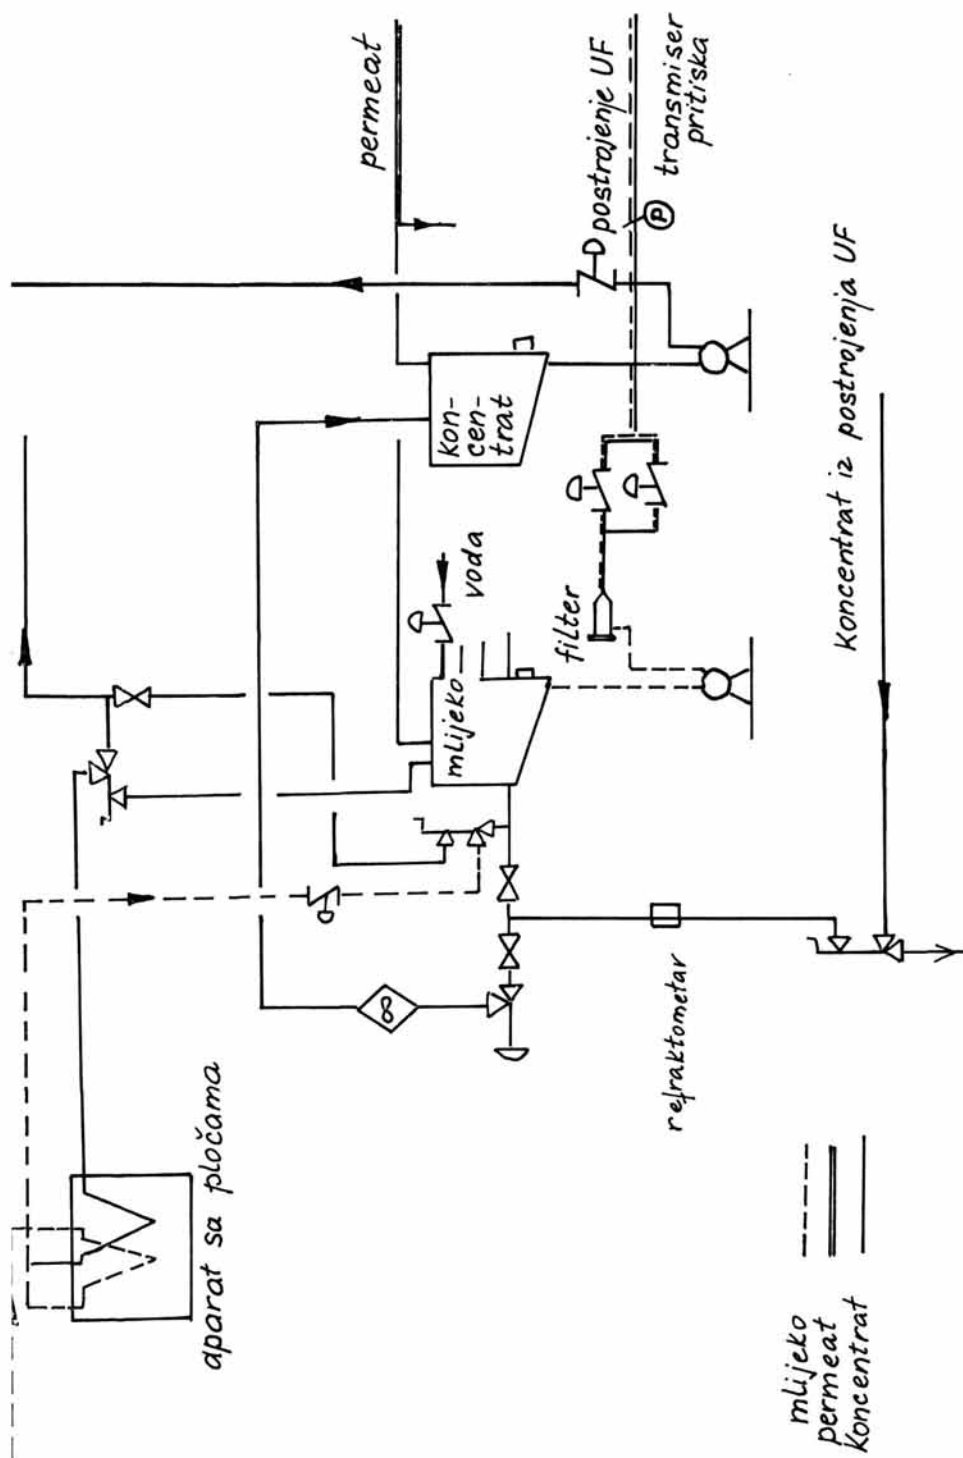 permeat
postrojenje UF
transmiser
pritiska
P
kon-
cen-
trat
voda
mlijeko
filter
Koncentrat iz postrojenja UF
8
refraktometar
aparat sa pločama
mlijeko
permeat
Koncentrat